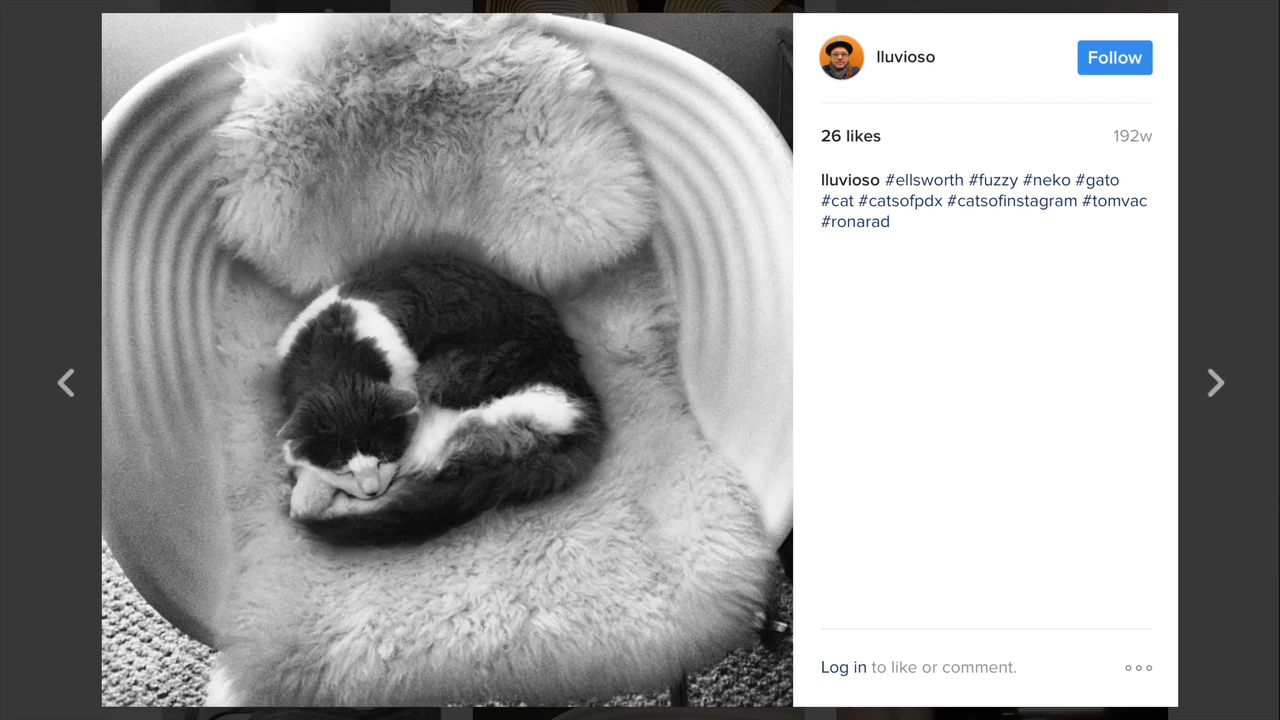 lluvioso
Follow
26 likes
192w
lluvioso #ellsworth #fuzzy #neko #gato
#cat #catsofpdx #catsofinstagram #tomvac
#ronarad
Log in to like or comment.